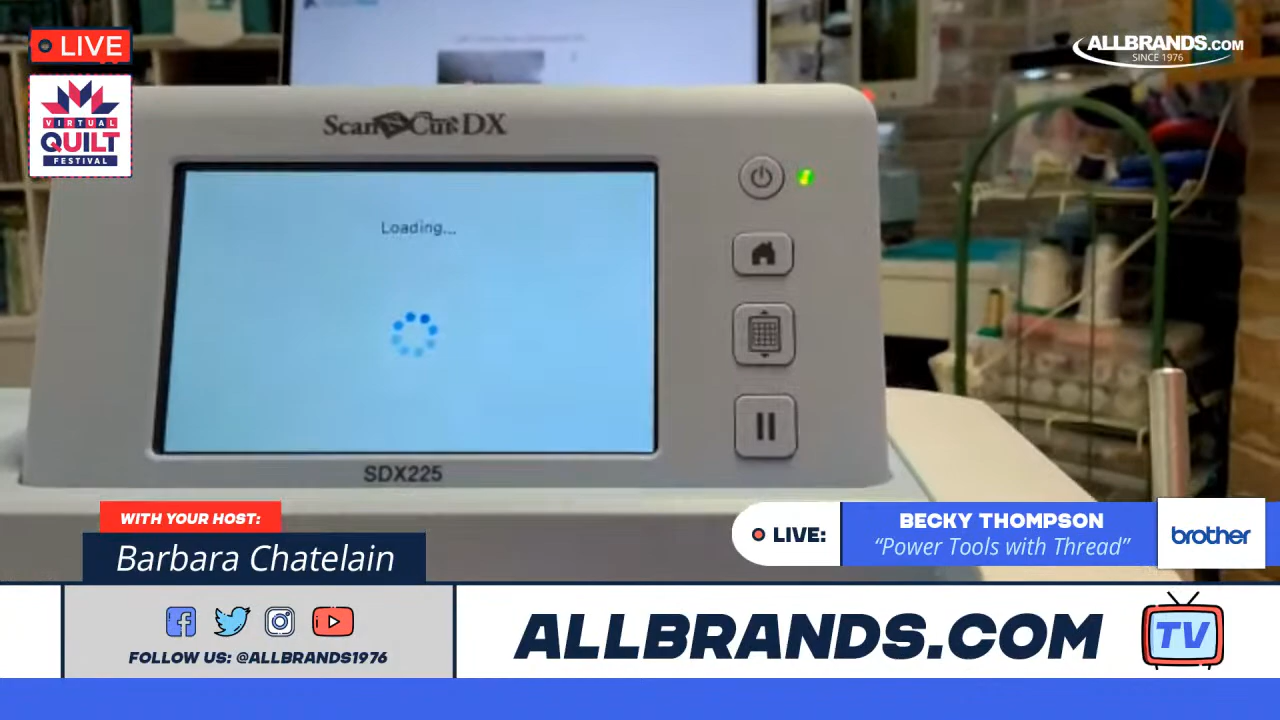 LIVE
VIRTUAL
QUILT
FESTIVAL
ALLBRANDS.COM
SINCE 1976
ScanNCut DX
Loading...
SDX225
WITH YOUR HOST:
Barbara Chatelain
LIVE:
BECKY THOMPSON
“Power Tools with Thread”
brother
FOLLOW US: @ALLBRANDS1976
ALLBRANDS.COM
TV